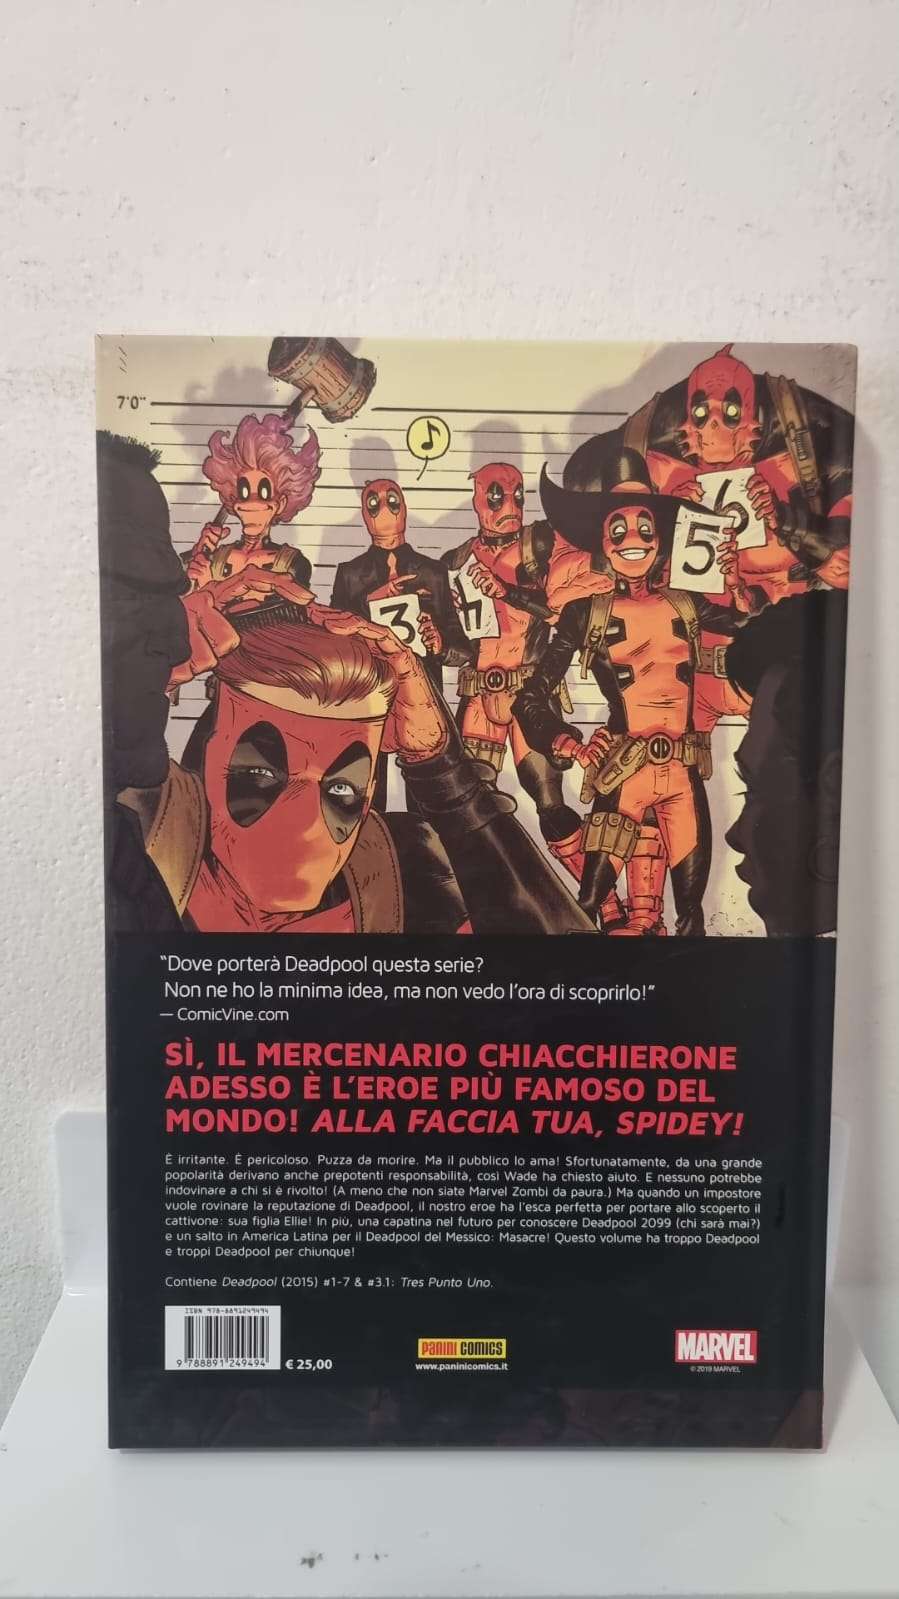 7'0"
♪
3
4
5
6
“Dove porterà Deadpool questa serie?
Non ne ho la minima idea, ma non vedo l’ora di scoprirlo!”
— ComicVine.com
SÌ, IL MERCENARIO CHIACCHIERONE
ADESSO È L’EROE PIÙ FAMOSO DEL
MONDO! ALLA FACCIA TUA, SPIDEY!
È irritante. È pericoloso. Puzza da morire. Ma il pubblico lo ama! Sfortunatamente, da una grande
popolarità derivano anche prepotenti responsabilità, così Wade ha chiesto aiuto. E nessuno potrebbe
indovinare a chi si è rivolto! (A meno che non siate Marvel Zombi da paura.) Ma quando un impostore
vuole rovinare la reputazione di Deadpool, il nostro eroe ha l’esca perfetta per portare allo scoperto il
cattivone: sua figlia Ellie! In più, una capatina nel futuro per conoscere Deadpool 2099 (chi sarà mai?)
e un salto in America Latina per il Deadpool del Messico: Masacre! Questo volume ha troppo Deadpool
e troppi Deadpool per chiunque!
Contiene Deadpool (2015) #1-7 & #3.1: Tres Punto Uno.
ISBN 978-8891249494
9 788891 249494
€ 25,00
PANINI COMICS
www.paninicomics.it
MARVEL
© 2019 MARVEL